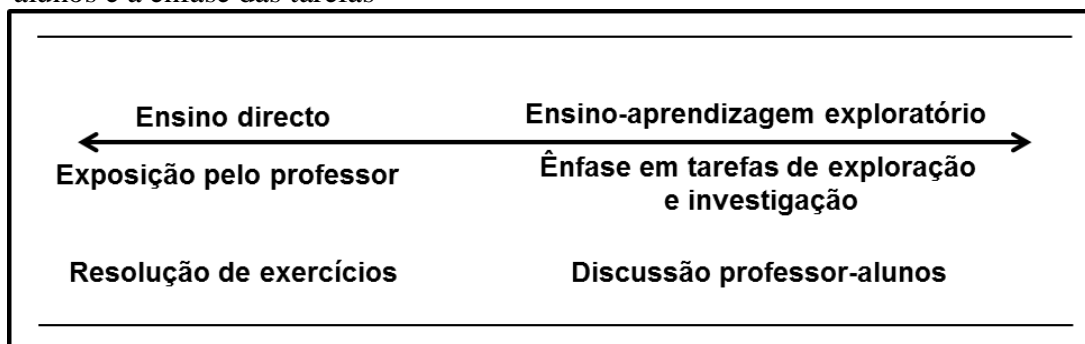 alunos e a ênfase das tarefas
Ensino directo
Ensino-aprendizagem exploratório
Exposição pelo professor
Ênfase em tarefas de exploração
e investigação
Resolução de exercícios
Discussão professor-alunos